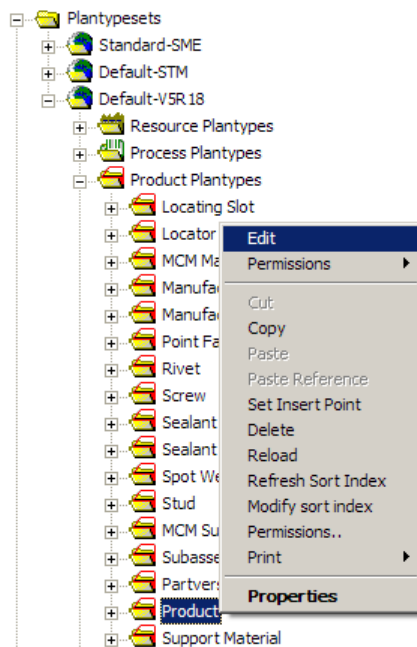 Plantypesets
Standard-SME
Default-STM
Default-V5R18
Resource Plantypes
Process Plantypes
Product Plantypes
Locating Slot
Locator
MCM Ma
Manufac
Manufac
Point Fa
Rivet
Screw
Sealant
Sealant
Spot We
Stud
MCM Su
Subasse
Partvers
Product
Support Material
Edit
Permissions
Cut
Copy
Paste
Paste Reference
Set Insert Point
Delete
Reload
Refresh Sort Index
Modify sort index
Permissions..
Print
Properties